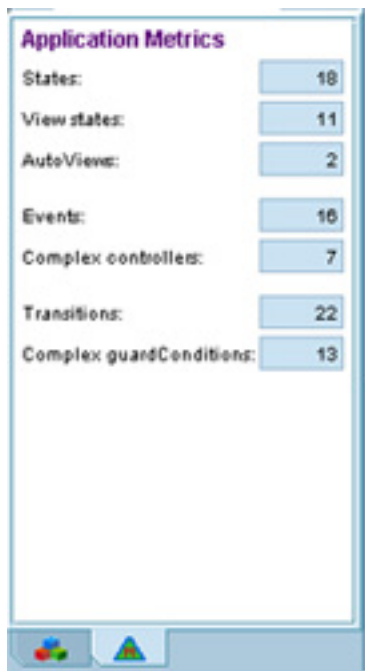 Application Metrics
States: 18
View states: 11
AutoViews: 2
Events: 16
Complex controllers: 7
Transitions: 22
Complex guardConditions: 13